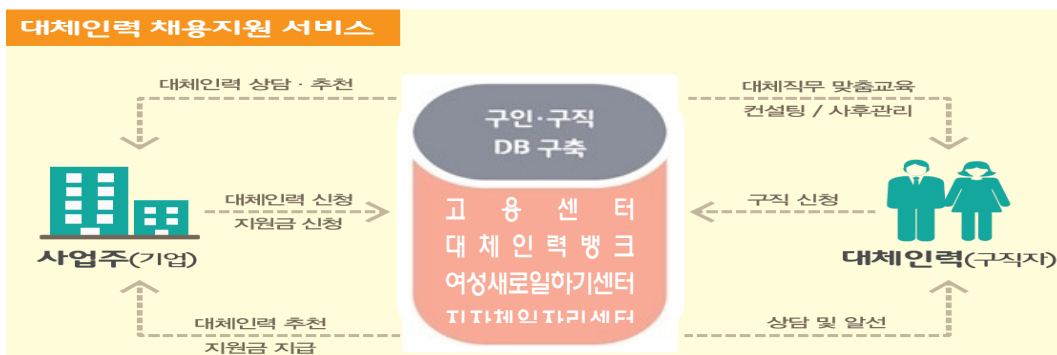 대체인력 채용지원 서비스
대체인력 상담 · 추천
대체직무 맞춤교육
컨설팅 / 사후관리
구인·구직
DB 구축
대체인력 신청
지원금 신청
구직 신청
고 용 센 터
대 체 인 력 뱅 크
여성새로일하기센터
지자체일자리센터
사업주(기업)
대체인력(구직자)
대체인력 추천
지원금 지급
상담 및 알선